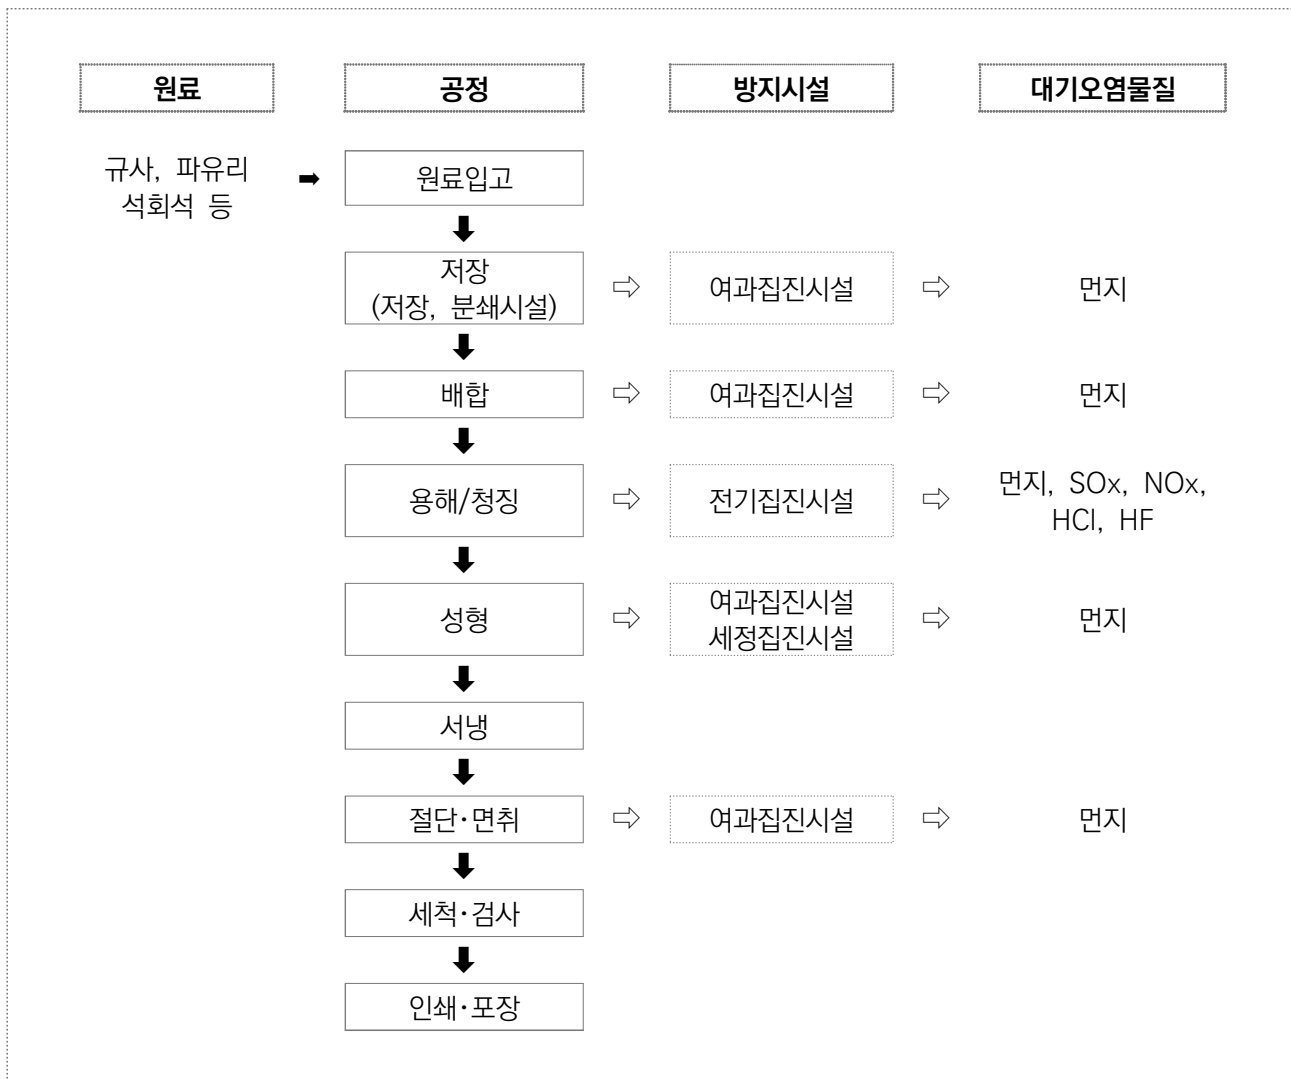 원료
공정
방지시설
대기오염물질
규사, 파유리
석회석 등
➡
원료입고
저장
(저장, 분쇄시설)
여과집진시설
먼지
배합
여과집진시설
먼지
용해/청징
전기집진시설
먼지, SOx, NOx,
HCl, HF
성형
여과집진시설
세정집진시설
먼지
서냉
절단·면취
여과집진시설
먼지
세척·검사
인쇄·포장